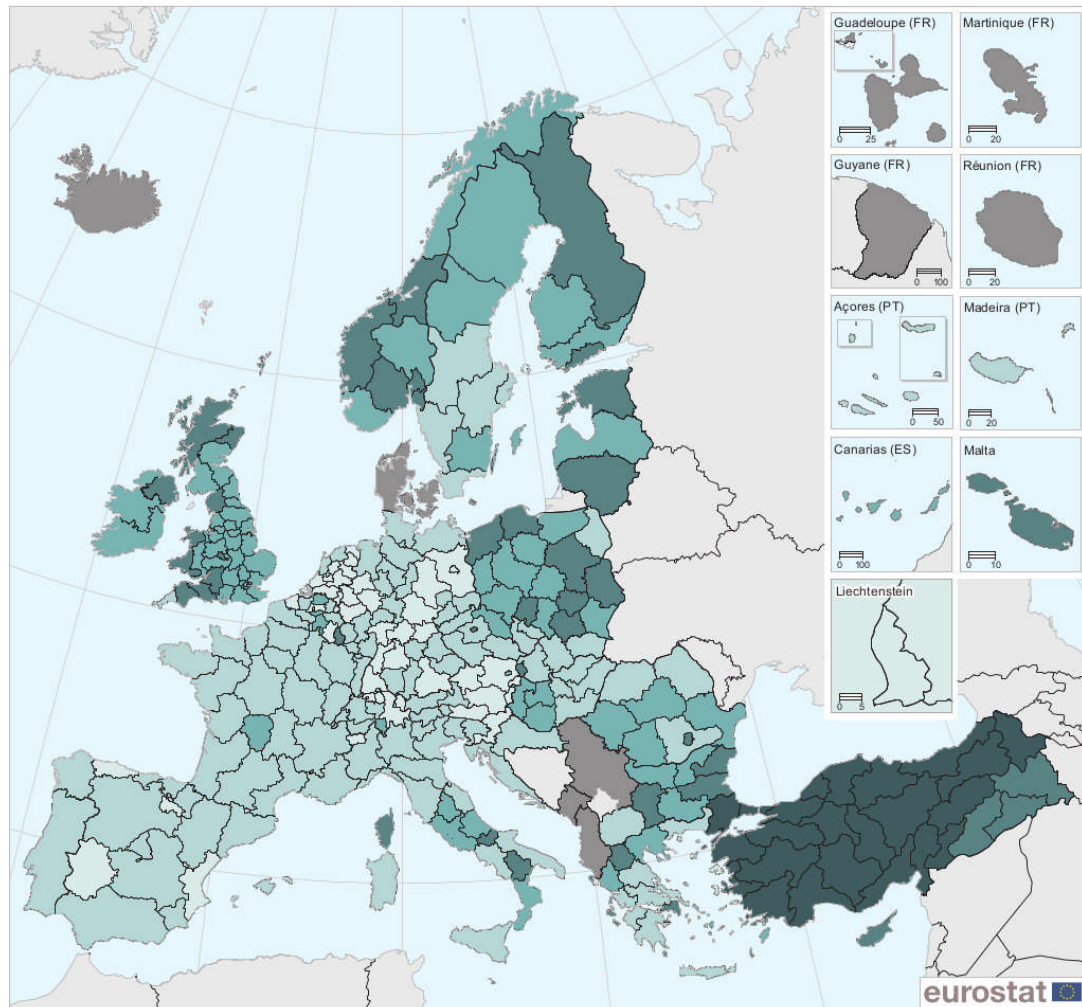 Guadeloupe (FR)
0 25
Martinique (FR)
0 20
Guyane (FR)
0 100
Réunion (FR)
0 20
Açores (PT)
0 50
Madeira (PT)
0 20
Canarias (ES)
0 100
Malta
0 10
Liechtenstein
0 5
eurostat